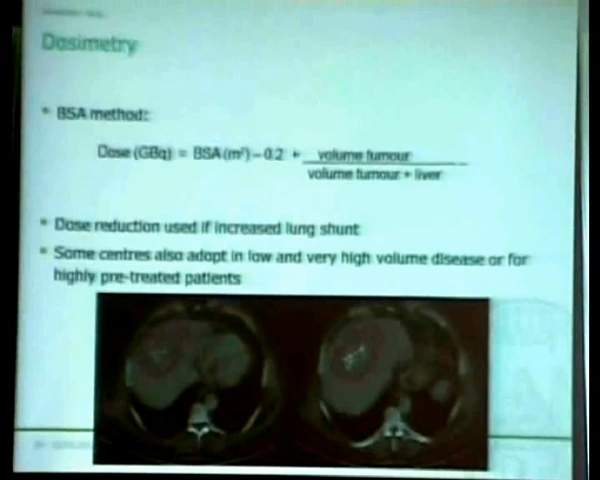 Dosimetry
BSA method:
Dose (GBq) = BSA (m²) – 0.2 + volume tumour
volume tumour + liver
Dose reduction used if increased lung shunt
Some centres also adapt in low and very high volume disease or for
highly pre-treated patients